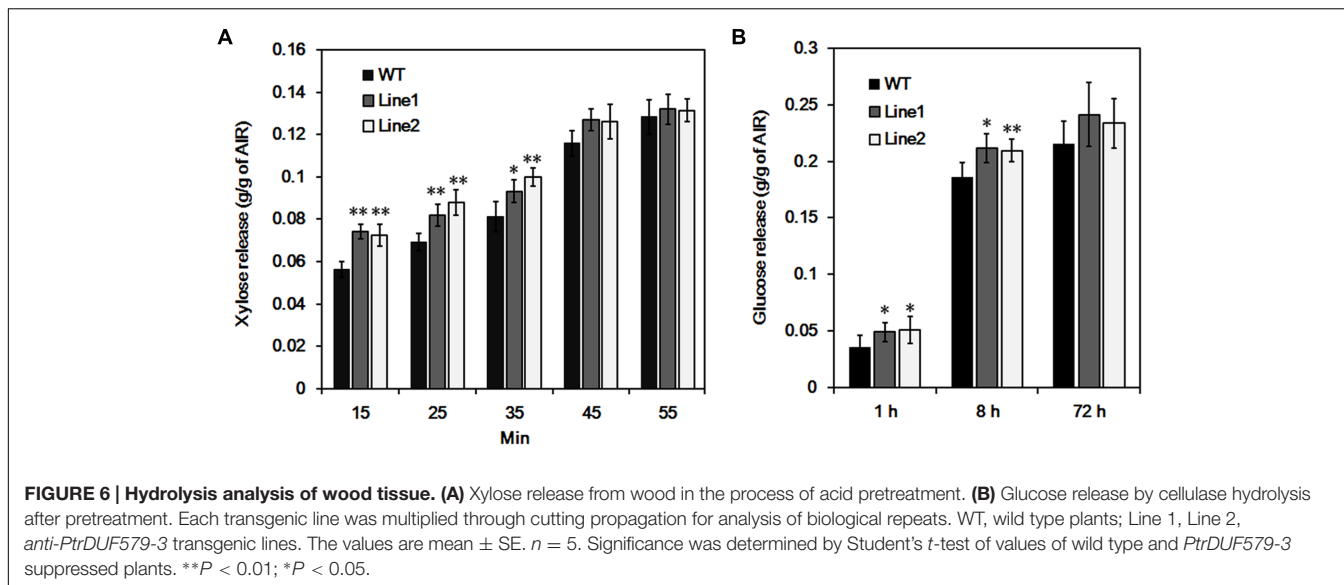 A
0.16
0.14
0.12
0.1
0.08
0.06
0.04
0.02
0
Xylose release (g/g of AIR)
WT
Line1
Line2
** **
** **
* **
15 25 35 45 55
Min
B
0.3
0.25
0.2
0.15
0.1
0.05
0
Glucose release (g/g of AIR)
WT
Line1
Line2
* *
* **
1 h 8 h 72 h
FIGURE 6 | Hydrolysis analysis of wood tissue. (A) Xylose release from wood in the process of acid pretreatment. (B) Glucose release by cellulase hydrolysis
after pretreatment. Each transgenic line was multiplied through cutting propagation for analysis of biological repeats. WT, wild type plants; Line 1, Line 2,
anti-PtrDUF579-3 transgenic lines. The values are mean ± SE. n = 5. Significance was determined by Student's t-test of values of wild type and PtrDUF579-3
suppressed plants. **P < 0.01; *P < 0.05.